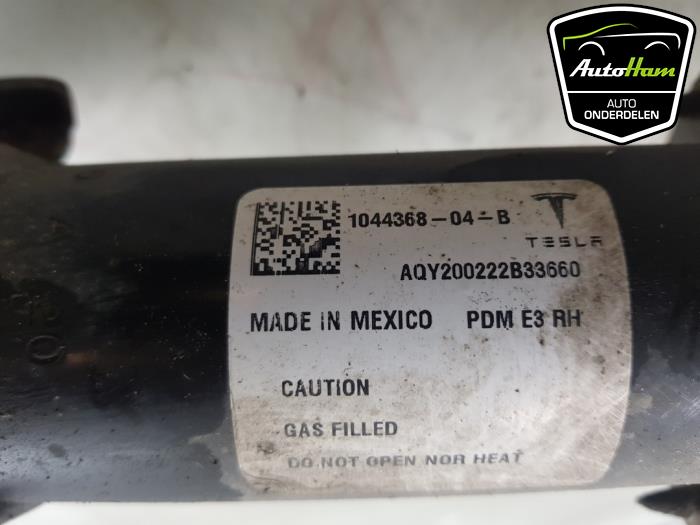 AutoHam
AUTO
ONDERDELEN
1044368-04-B
TESLA
AQY200222B33660
MADE IN MEXICO PDM E3 RH
CAUTION
GAS FILLED
DO NOT OPEN NOR HEAT